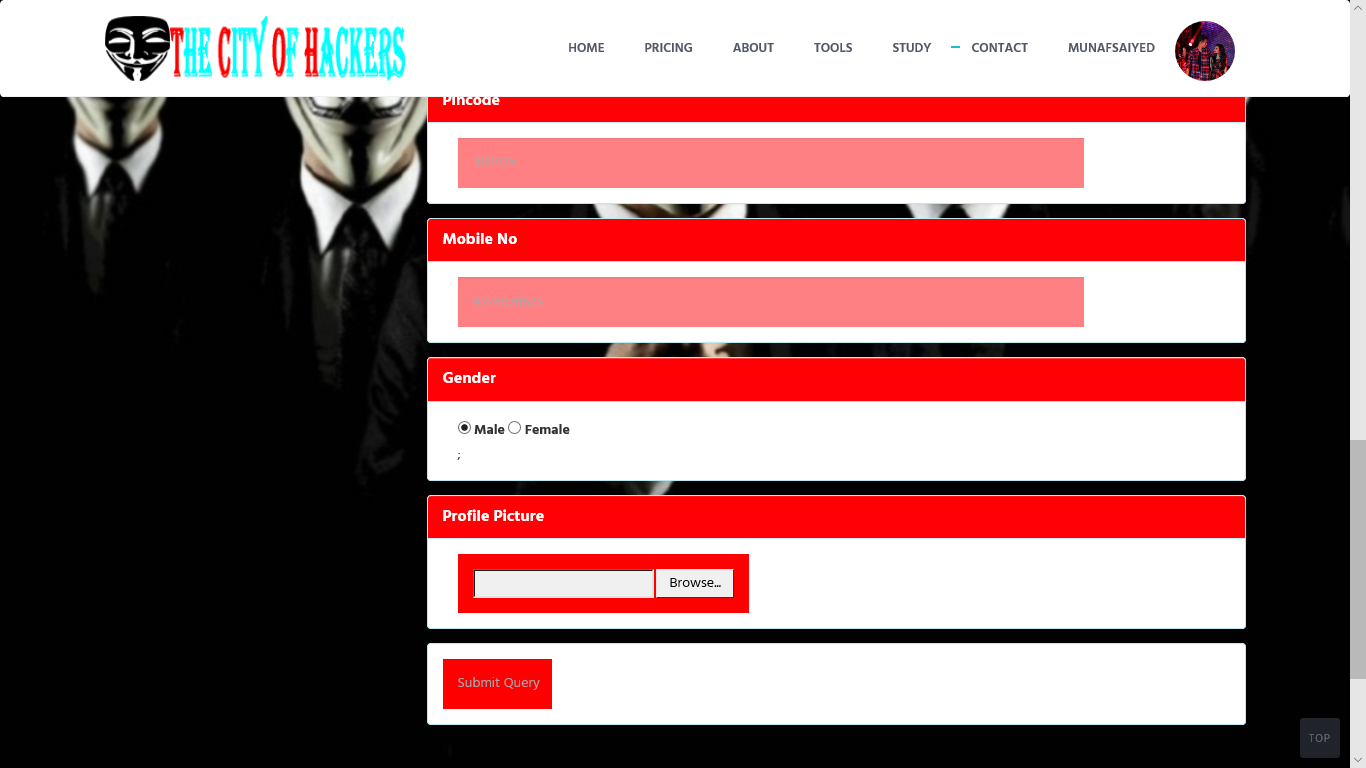 THE CITY OF HACKERS
HOME PRICING ABOUT TOOLS STUDY CONTACT MUNAFSAIYED
Pincode
Mobile No
Gender
Male Female
;
Profile Picture
Browse...
Submit Query
TOP